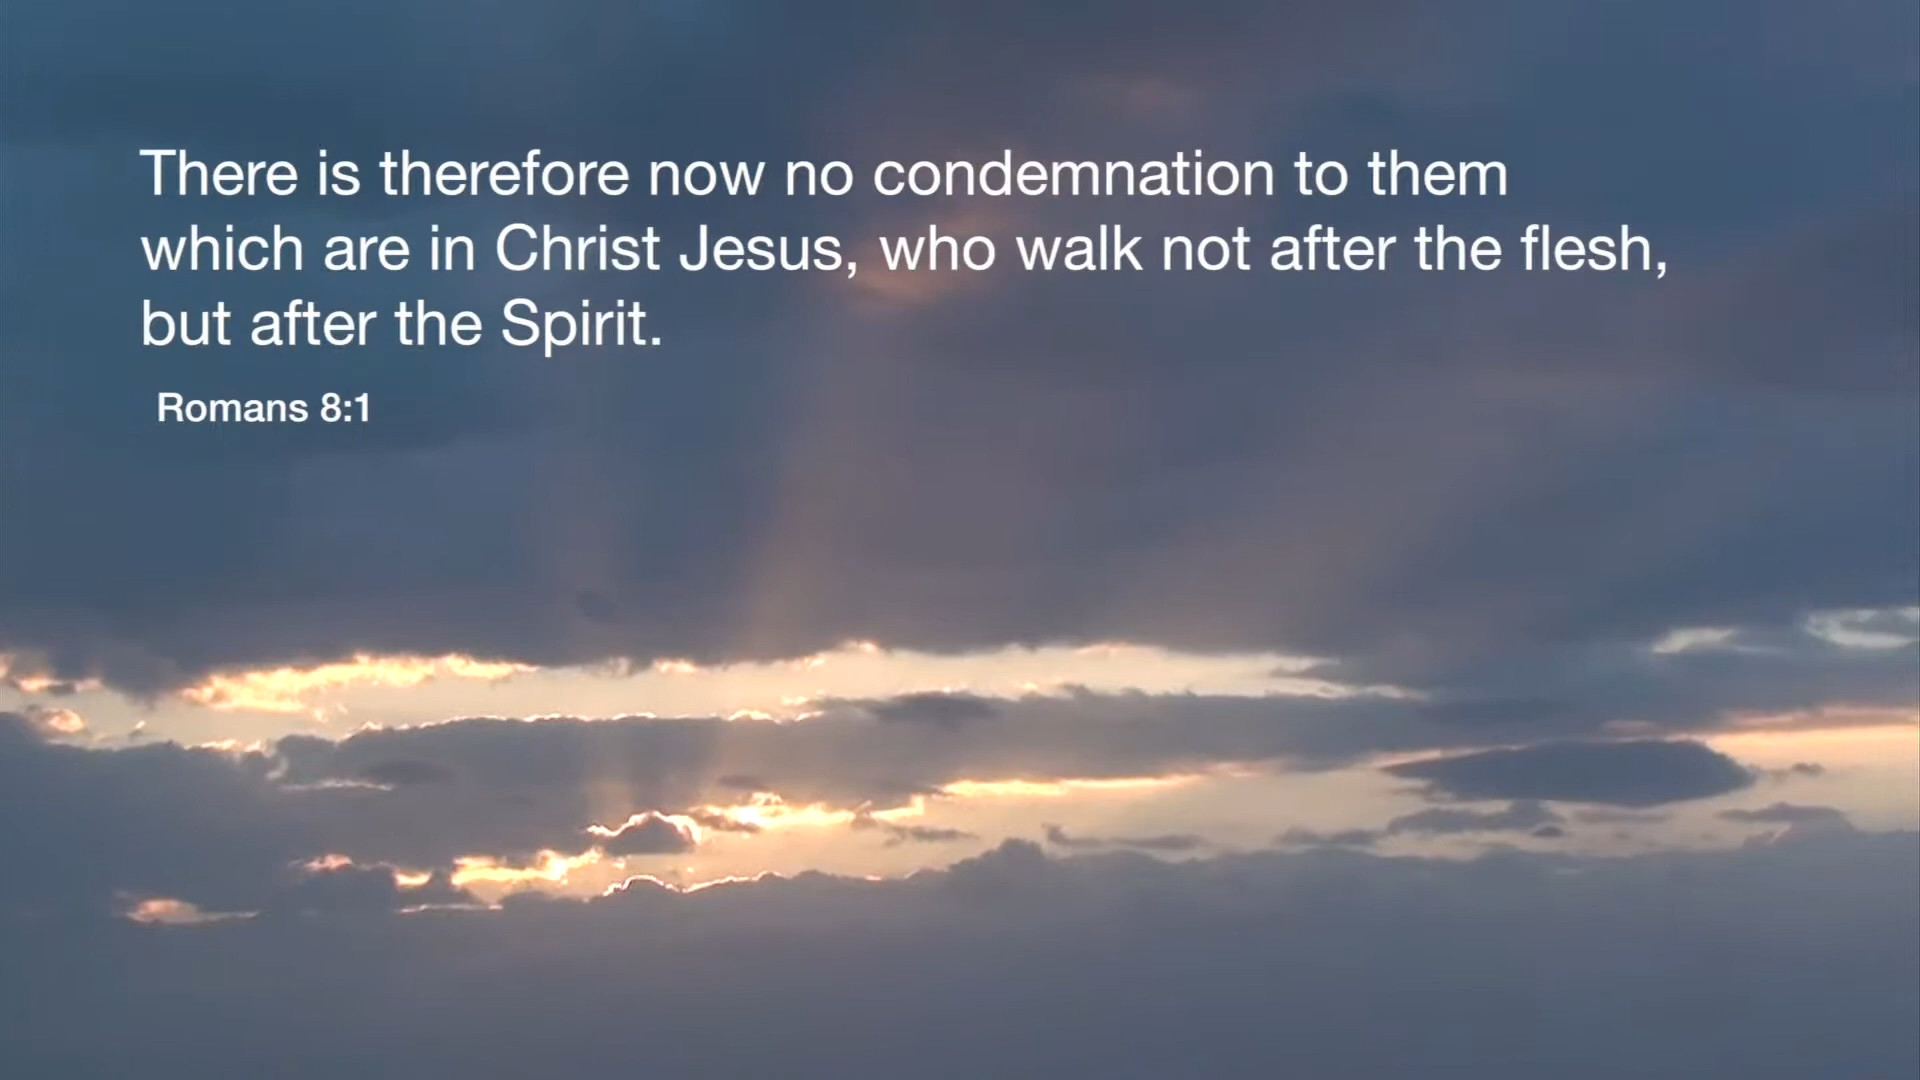 There is therefore now no condemnation to them
which are in Christ Jesus, who walk not after the flesh,
but after the Spirit.
Romans 8:1